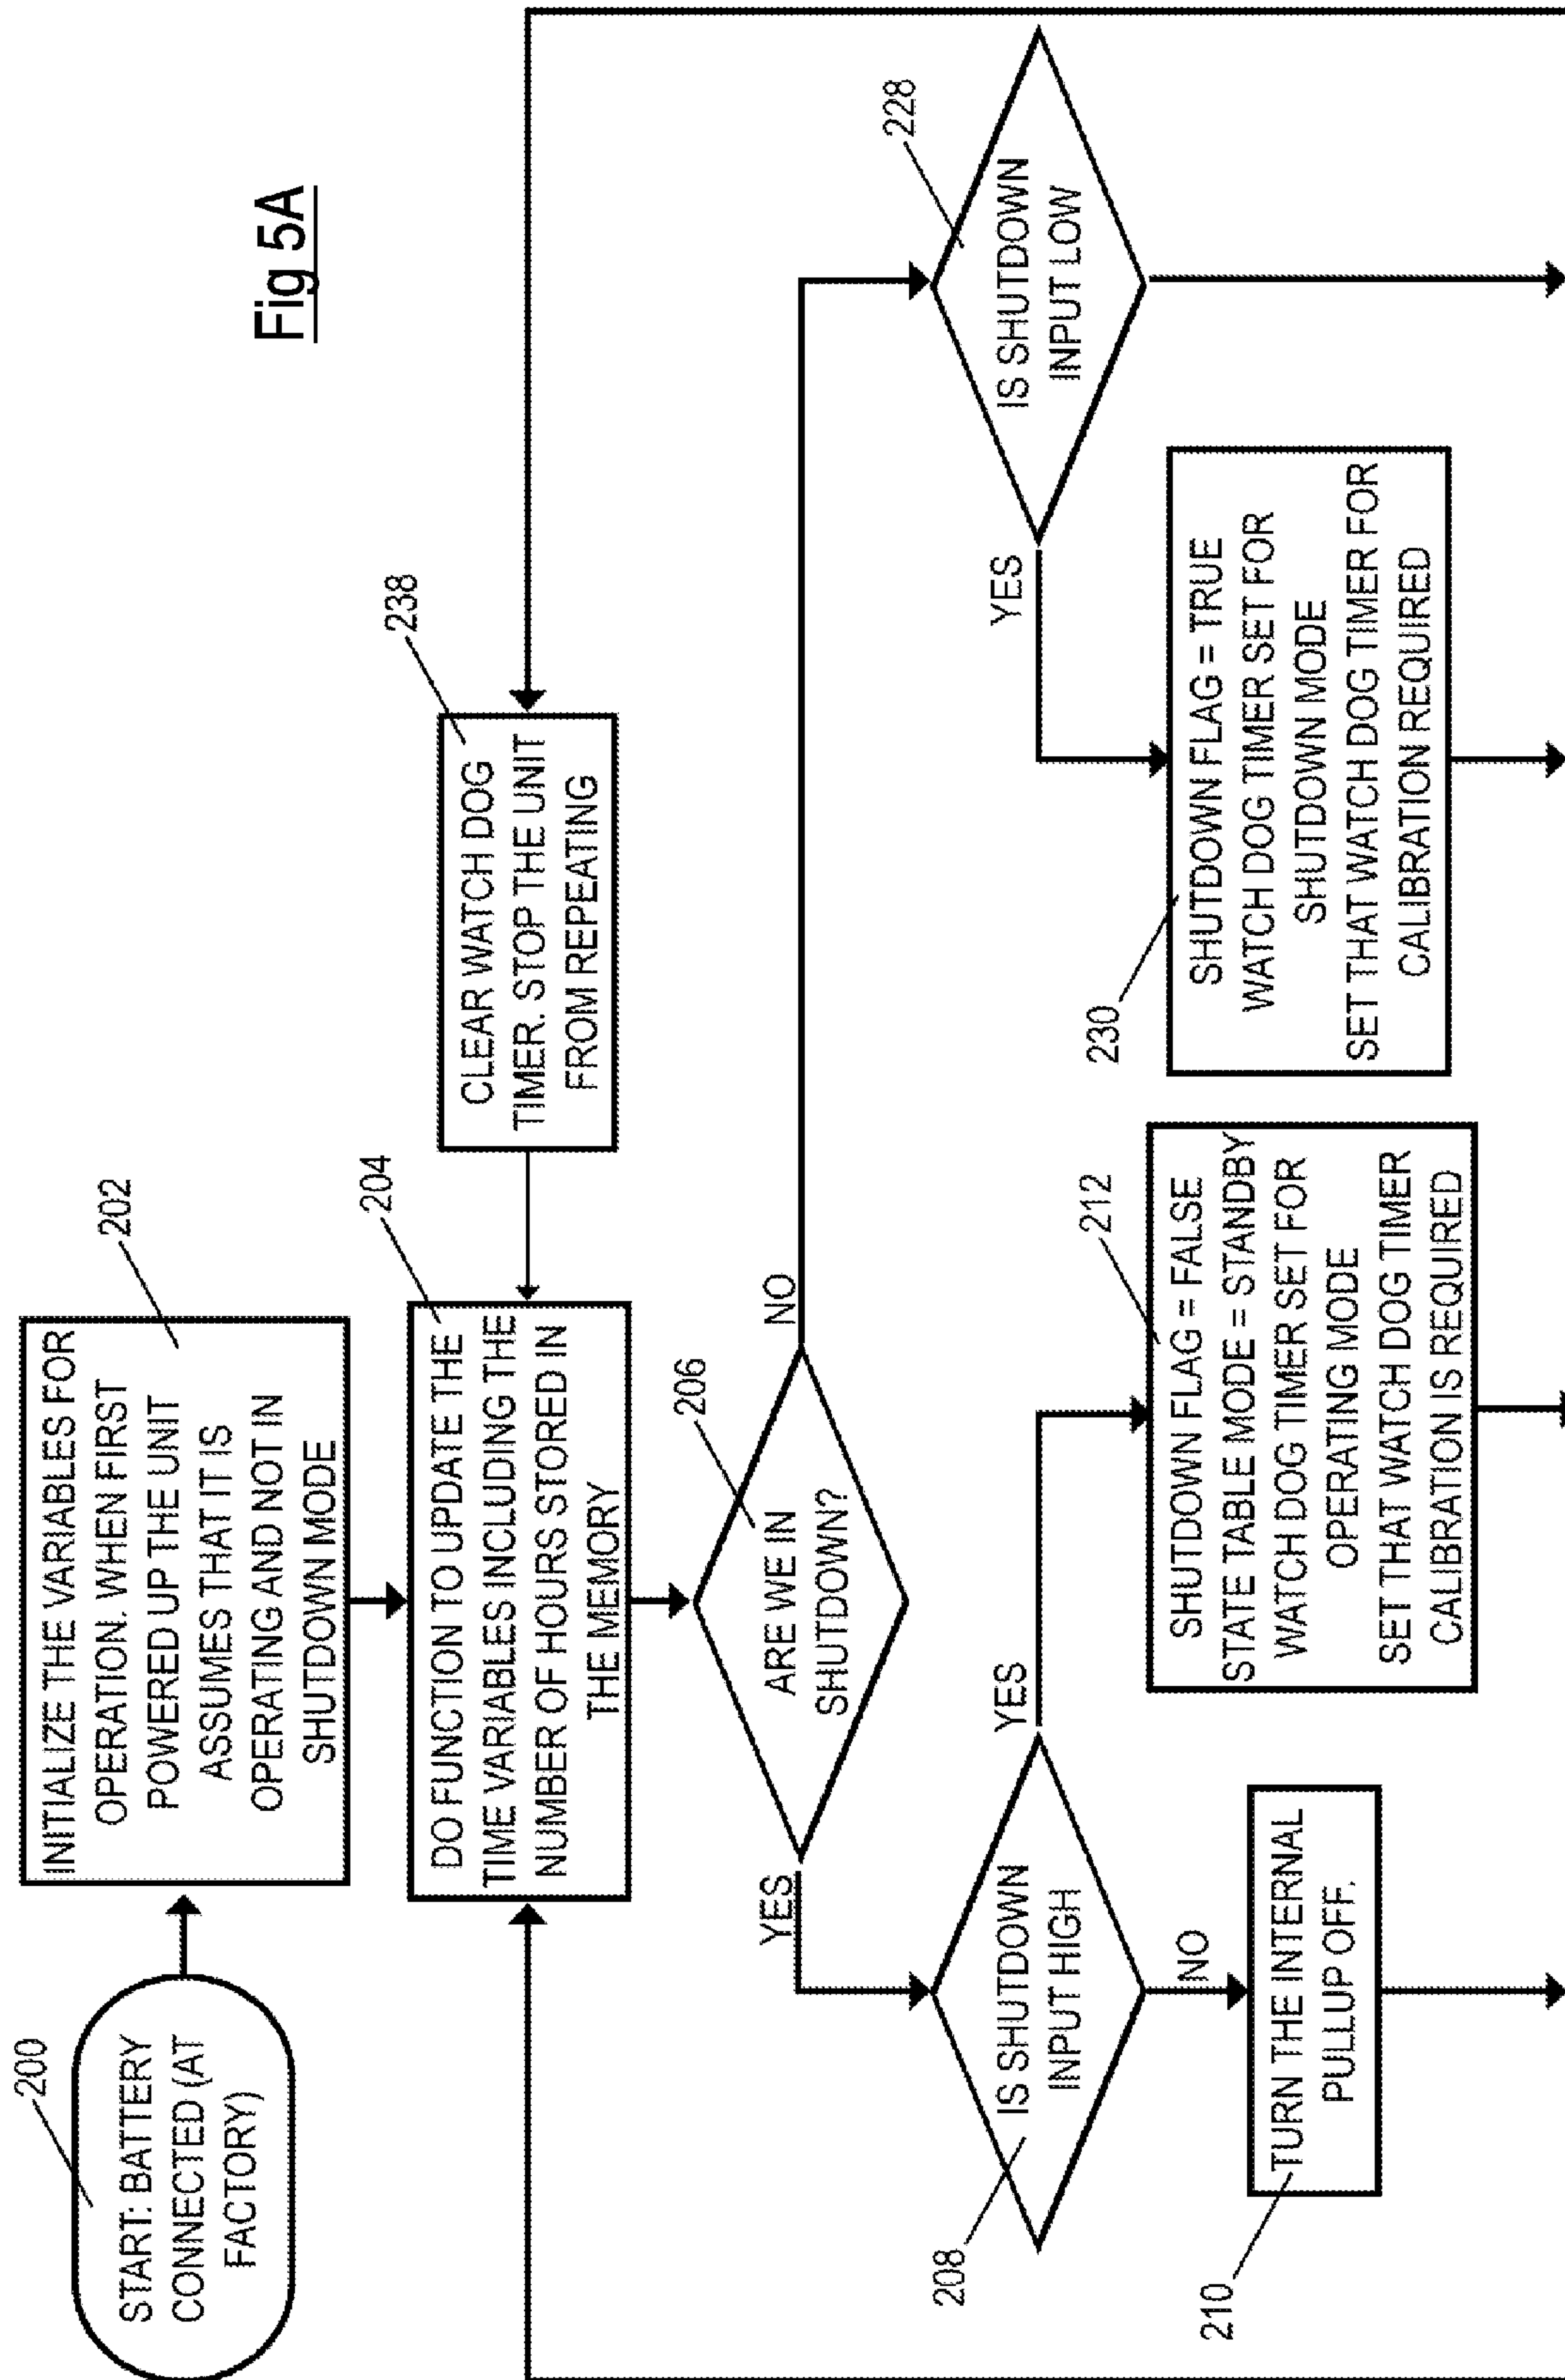 Fig 5A
200
START: BATTERY
CONNECTED (AT
FACTORY)
202
INITIALIZE THE VARIABLES FOR
OPERATION. WHEN FIRST
POWERED UP THE UNIT
ASSUMES THAT IT IS
OPERATING AND NOT IN
SHUTDOWN MODE
204
DO FUNCTION TO UPDATE THE
TIME VARIABLES INCLUDING THE
NUMBER OF HOURS STORED IN
THE MEMORY
238
CLEAR WATCH DOG
TIMER. STOP THE UNIT
FROM REPEATING
206
ARE WE IN
SHUTDOWN?
YES
NO
208
IS SHUTDOWN
INPUT HIGH
YES
NO
210
TURN THE INTERNAL
PULLUP OFF.
212
SHUTDOWN FLAG = FALSE
STATE TABLE MODE = STANDBY
WATCH DOG TIMER SET FOR
OPERATING MODE
SET THAT WATCH DOG TIMER
CALIBRATION IS REQUIRED
228
IS SHUTDOWN
INPUT LOW
YES
230
SHUTDOWN FLAG = TRUE
WATCH DOG TIMER SET FOR
SHUTDOWN MODE
SET THAT WATCH DOG TIMER FOR
CALIBRATION REQUIRED